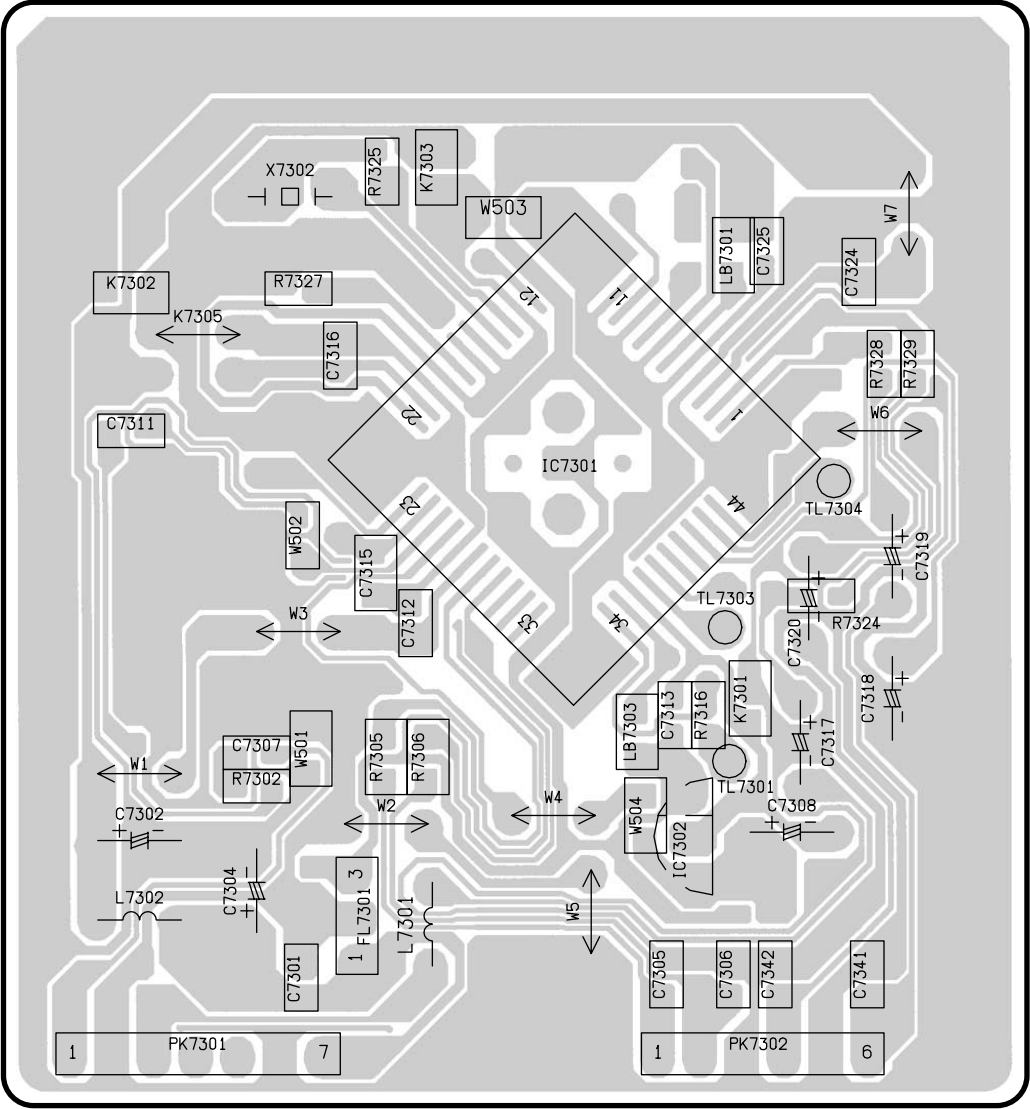 X7302
R7325
K7303
W503
W7
LB7301
C7325
C7324
K7302
R7327
12
11
K7305
C7316
R7328
R7329
C7311
22
1
W6
IC7301
TL7304
23
44
W502
C7315
C7319
+
-
C7312
TL7303
+
-
C7320
R7324
W3
33
34
K7301
C7318
+
-
LB7303
C7313
R7316
C7317
+
-
W501
C7307
R7302
R7305
R7306
W1
TL7301
C7302
+
-
W2
W4
W504
IC7302
C7308
+
-
L7302
C7304
-
+
3
FL7301
1
L7301
W5
C7301
C7305
C7306
C7342
C7341
1
PK7301
7
1
PK7302
6